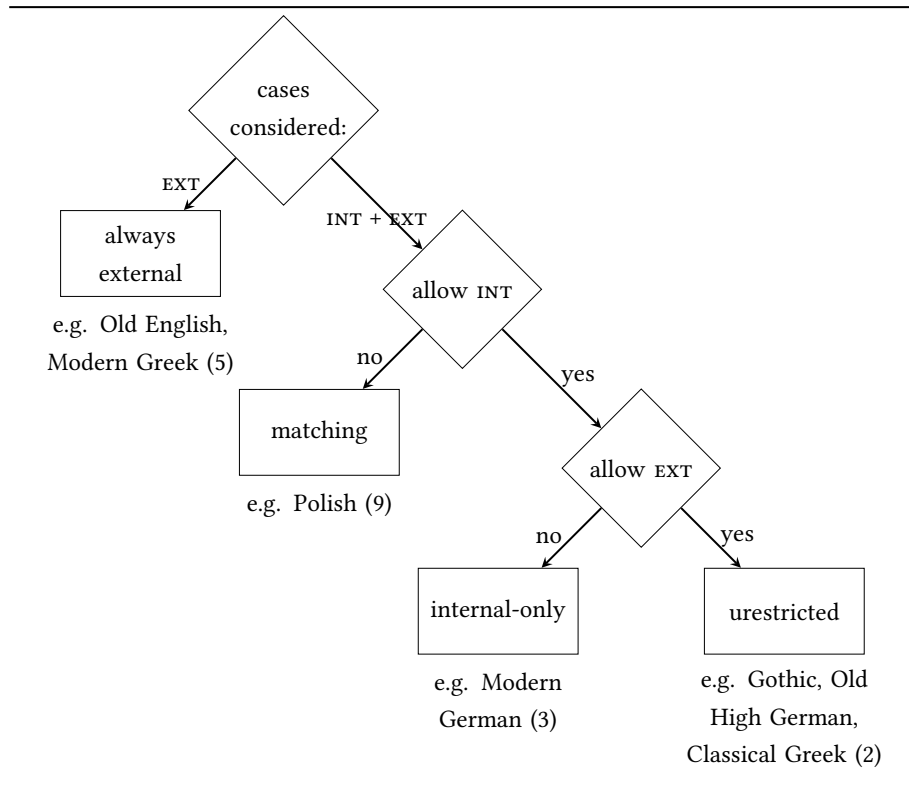 cases
considered:
EXT
INT + EXT
always
external
e.g. Old English,
Modern Greek (5)
allow INT
no
yes
matching
e.g. Polish (9)
allow EXT
no
yes
internal-only
e.g. Modern
German (3)
urestricted
e.g. Gothic, Old
High German,
Classical Greek (2)